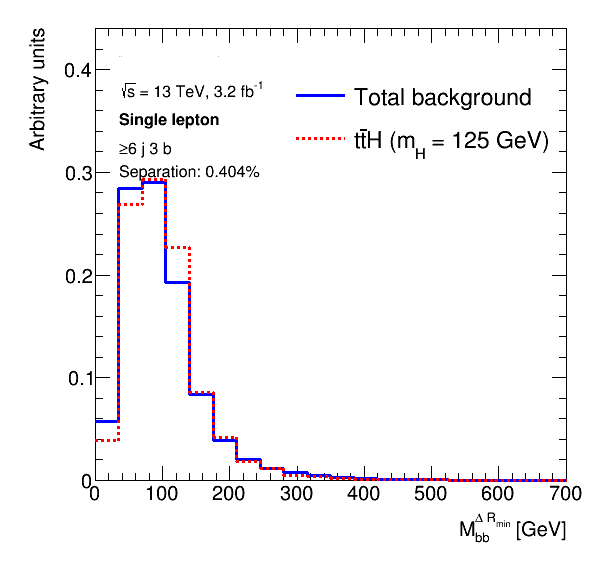 Arbitrary units
0.4
0.3
0.2
0.1
0
√s = 13 TeV, 3.2 fb⁻¹
Single lepton
≥6 j 3 b
Separation: 0.404%
Total background
tt̄H (m_H = 125 GeV)
0 100 200 300 400 500 600 700
M_bb^ΔR_min [GeV]